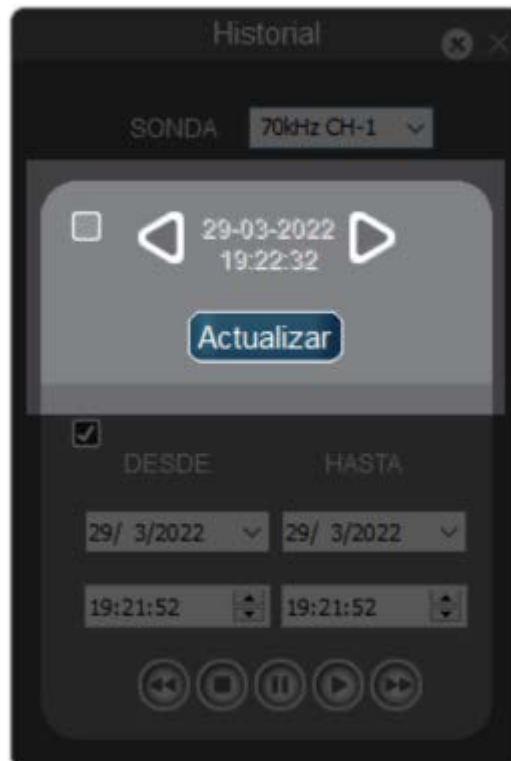 Historial
SONDA 70kHz CH-1
29-03-2022
19:22:32
Actualizar
DESDE HASTA
29/ 3/2022 29/ 3/2022
19:21:52 19:21:52